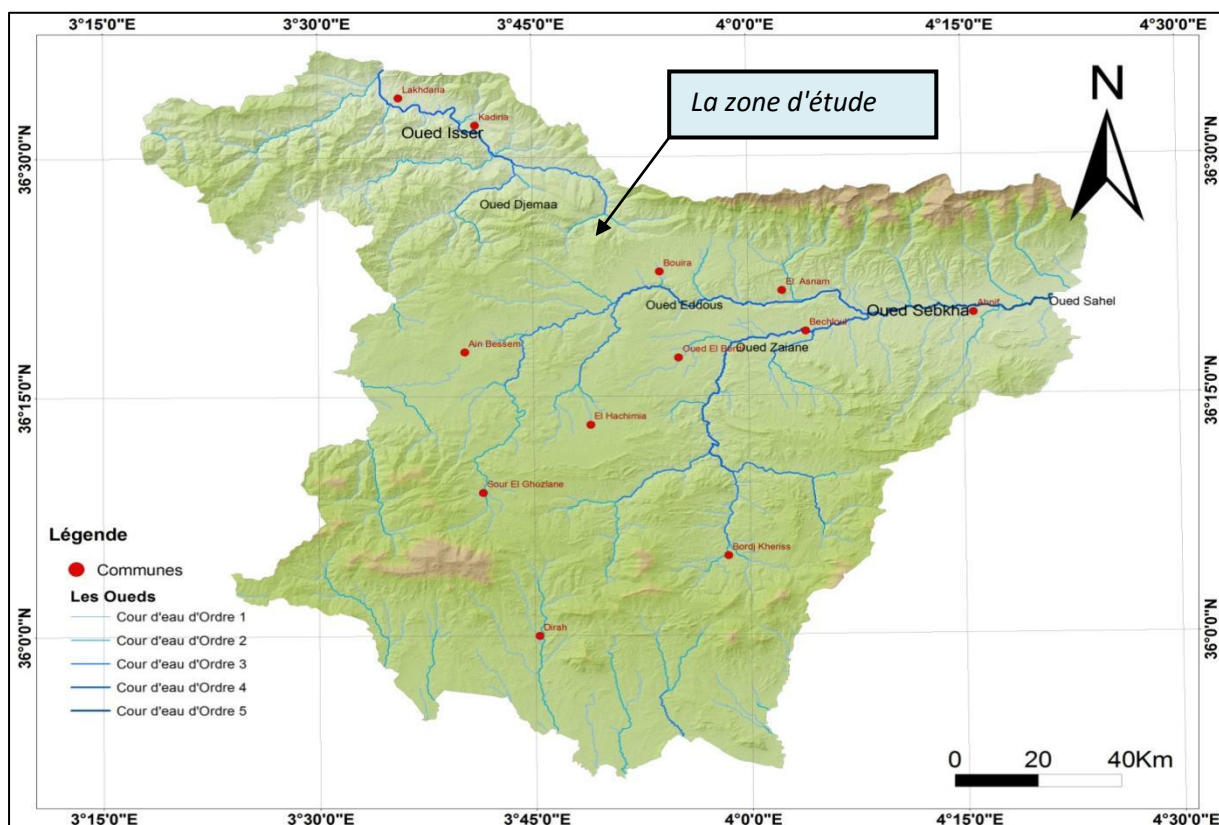 3°15'0"E 3°30'0"E 3°45'0"E 4°0'0"E 4°15'0"E 4°30'0"E
La zone d'étude
N
Lakhdaria
Kadiria
Oued Isser
36°30'0"N 36°30'0"N
Oued Djemaa
Bouira
El Asnam
Oued Eddous
Oued Sebkha
Ahnif
Oued Sahel
Bechloul
Ain Bessem
Oued El Berd
Oued Zaiane
36°15'0"N 36°15'0"N
El Hachimia
Sour El Ghozlane
Bordj Kheriss
Dirah
36°0'0"N 36°0'0"N
Légende
Communes
Les Oueds
Cour d'eau d'Ordre 1
Cour d'eau d'Ordre 2
Cour d'eau d'Ordre 3
Cour d'eau d'Ordre 4
Cour d'eau d'Ordre 5
0 20 40Km
3°15'0"E 3°30'0"E 3°45'0"E 4°0'0"E 4°15'0"E 4°30'0"E